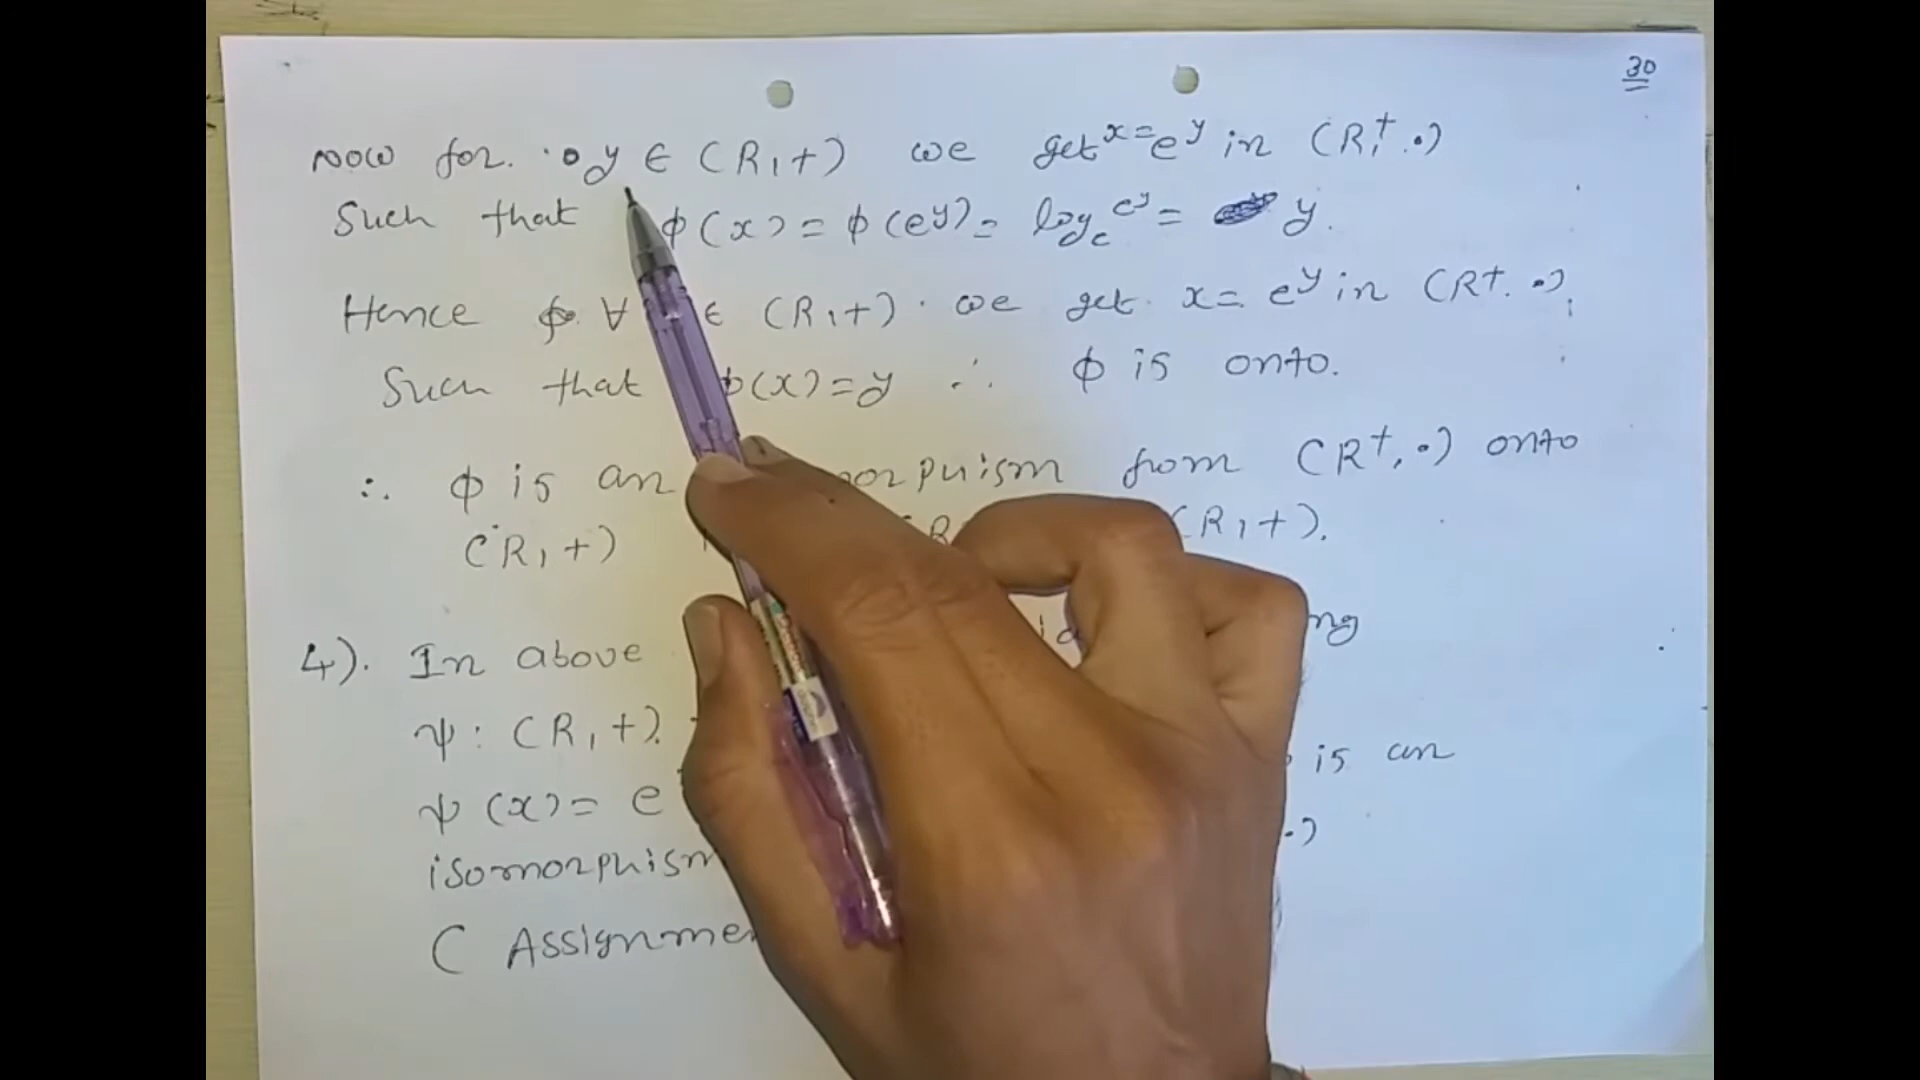 30
Now for y ∈ (R, +) we get x = e^y in (R^+, •)
Such that ϕ(x) = ϕ(e^y) = log_e e^y = y.
Hence ∀ ∈ (R, +) we get x = e^y in (R^+, •),
Such that ϕ(x) = y ∴ ϕ is onto.
∴ ϕ is an from (R^+, •) onto
(R, +) (R, +).
4). In above
ψ : (R, +)
ψ(x) = e is an
isomorphism •)
( Assignme